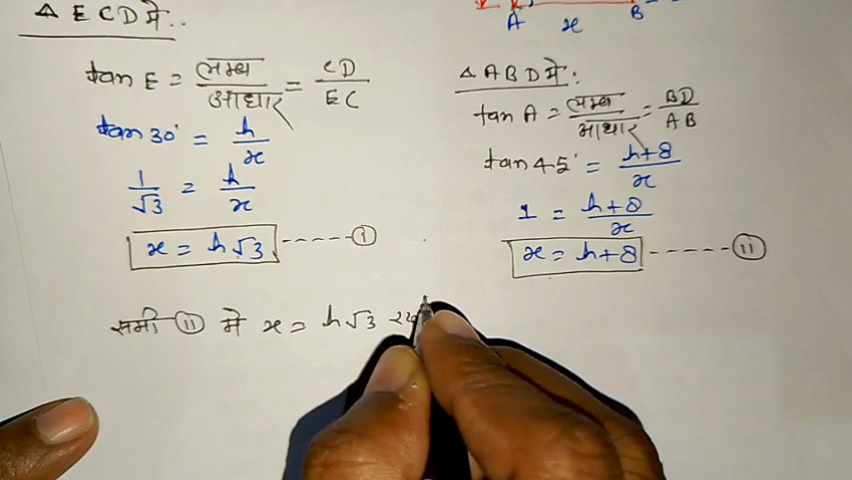 A x B
△ ECD में..
tan E = लम्ब / आधार = CD / EC
tan 30° = h / x
1 / √3 = h / x
x = h√3 ------ (i)
△ ABD में:
tan A = लम्ब / आधार = BD / AB
tan 45° = h+8 / x
1 = h+8 / x
x = h+8 ------ (ii)
समी (ii) में x = h√3